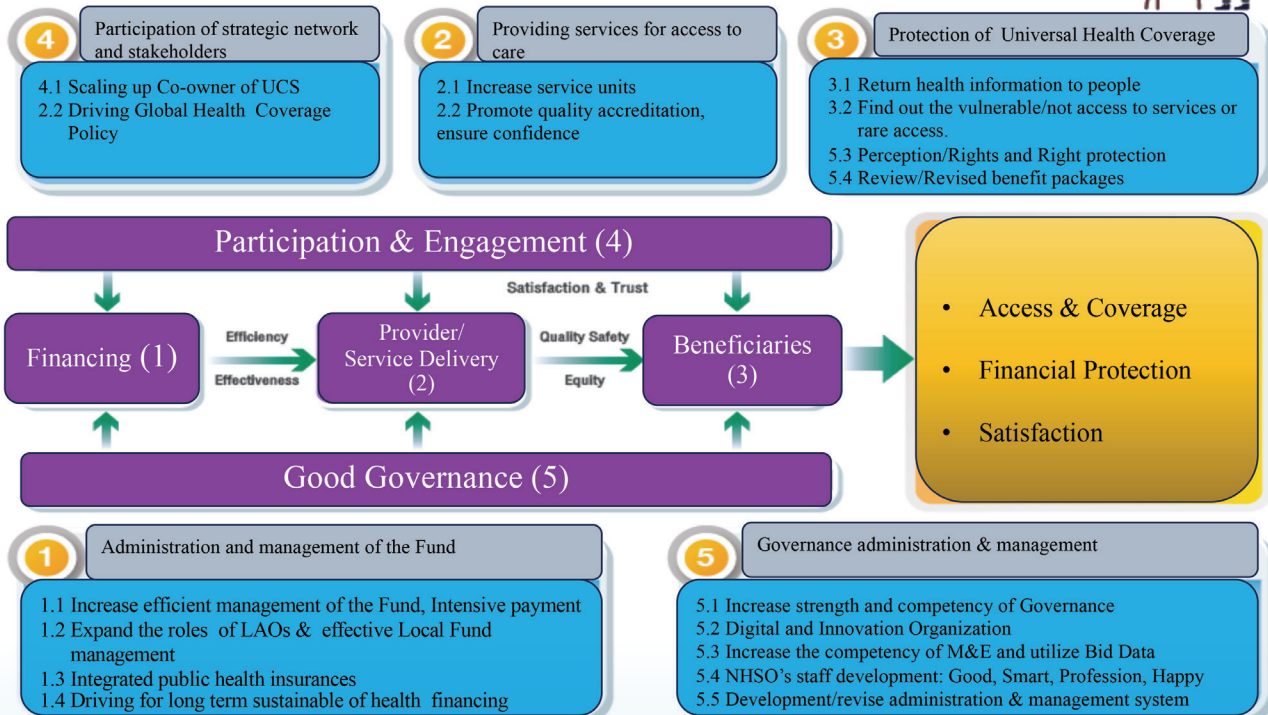 4
Participation of strategic network
and stakeholders
4.1 Scaling up Co-owner of UCS
2.2 Driving Global Health Coverage
Policy
2
Providing services for access to
care
2.1 Increase service units
2.2 Promote quality accreditation,
ensure confidence
3
Protection of Universal Health Coverage
3.1 Return health information to people
3.2 Find out the vulnerable/not access to services or
rare access.
5.3 Perception/Rights and Right protection
5.4 Review/Revised benefit packages
Participation & Engagement (4)
Satisfaction & Trust
Financing (1)
Efficiency
Effectiveness
Provider/
Service Delivery
(2)
Quality Safety
Equity
Beneficiaries
(3)
• Access & Coverage
• Financial Protection
• Satisfaction
Good Governance (5)
1
Administration and management of the Fund
1.1 Increase efficient management of the Fund, Intensive payment
1.2 Expand the roles of LAOs & effective Local Fund
management
1.3 Integrated public health insurances
1.4 Driving for long term sustainable of health financing
5
Governance administration & management
5.1 Increase strength and competency of Governance
5.2 Digital and Innovation Organization
5.3 Increase the competency of M&E and utilize Bid Data
5.4 NHSO's staff development: Good, Smart, Profession, Happy
5.5 Development/revise administration & management system